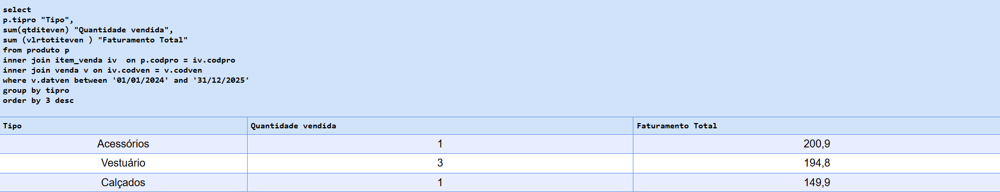 select
p.tipro "Tipo",
sum(qtditeven) "Quantidade vendida",
sum (vlrtotiteven ) "Faturamento Total"
from produto p
inner join item_venda iv  on p.codpro = iv.codpro
inner join venda v on iv.codven = v.codven
where v.datven between '01/01/2024' and '31/12/2025'
group by tipro
order by 3 desc
Tipo Quantidade vendida Faturamento Total
Acessórios 1 200,9
Vestuário 3 194,8
Calçados 1 149,9